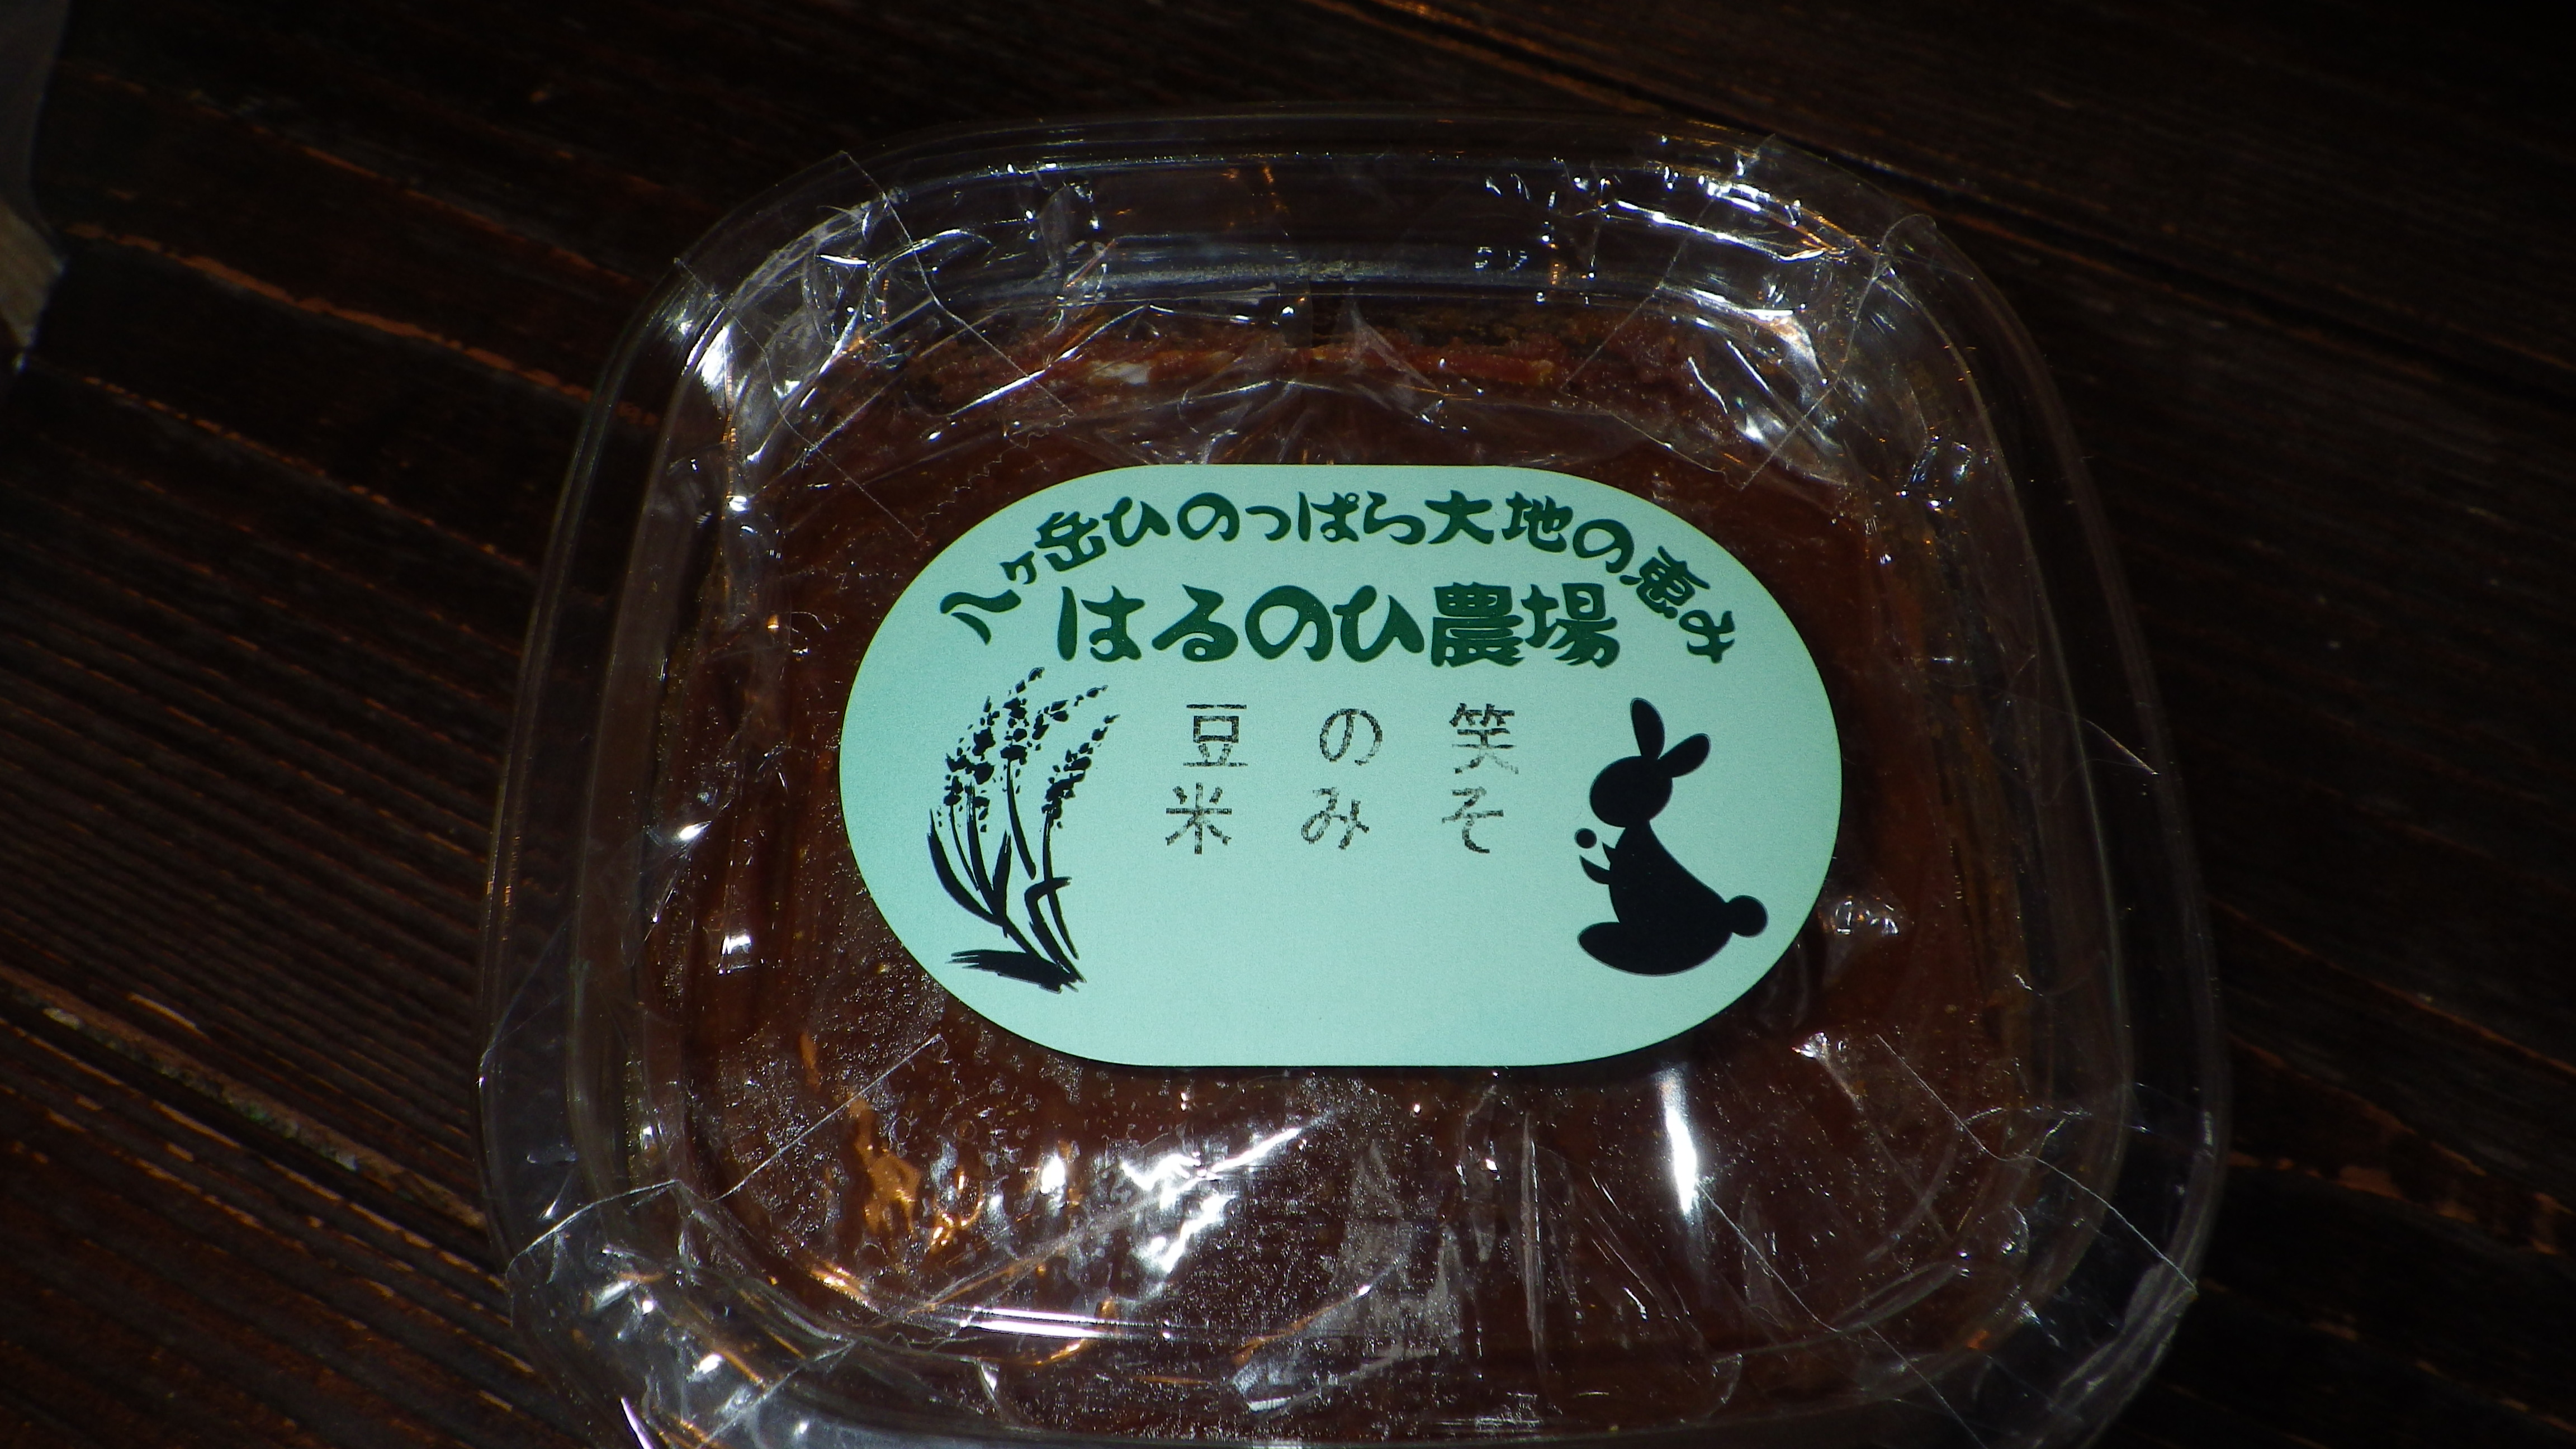 八ヶ岳ひのっぱら大地の恵み
はるのひ農場
豆の笑
米みそ